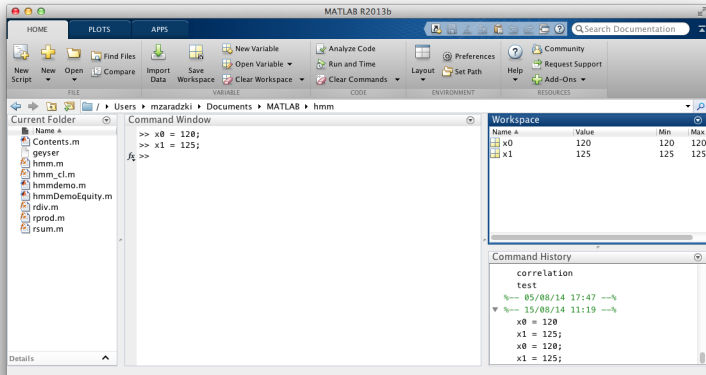 MATLAB R2013b
HOME PLOTS APPS Search Documentation
New Script New Open Find Files Compare Import Data Save Workspace New Variable Open Variable Clear Workspace Analyze Code Run and Time Clear Commands Layout Preferences Set Path Help Community Request Support Add-Ons
FILE VARIABLE CODE ENVIRONMENT RESOURCES
/ Users mzaradzki Documents MATLAB hmm
Current Folder
Name
Contents.m
geyser
hmm.m
hmm_cl.m
hmmdemo.m
hmmDemoEquity.m
rdiv.m
rprod.m
rsum.m
Details
Command Window
>> x0 = 120;
>> x1 = 125;
fx >>
Workspace
Name Value Min Max
x0 120 120 120
x1 125 125 125
Command History
correlation
test
%-- 05/08/14 17:47 --%
%-- 15/08/14 11:19 --%
x0 = 120
x1 = 125;
x0 = 120;
x1 = 125;